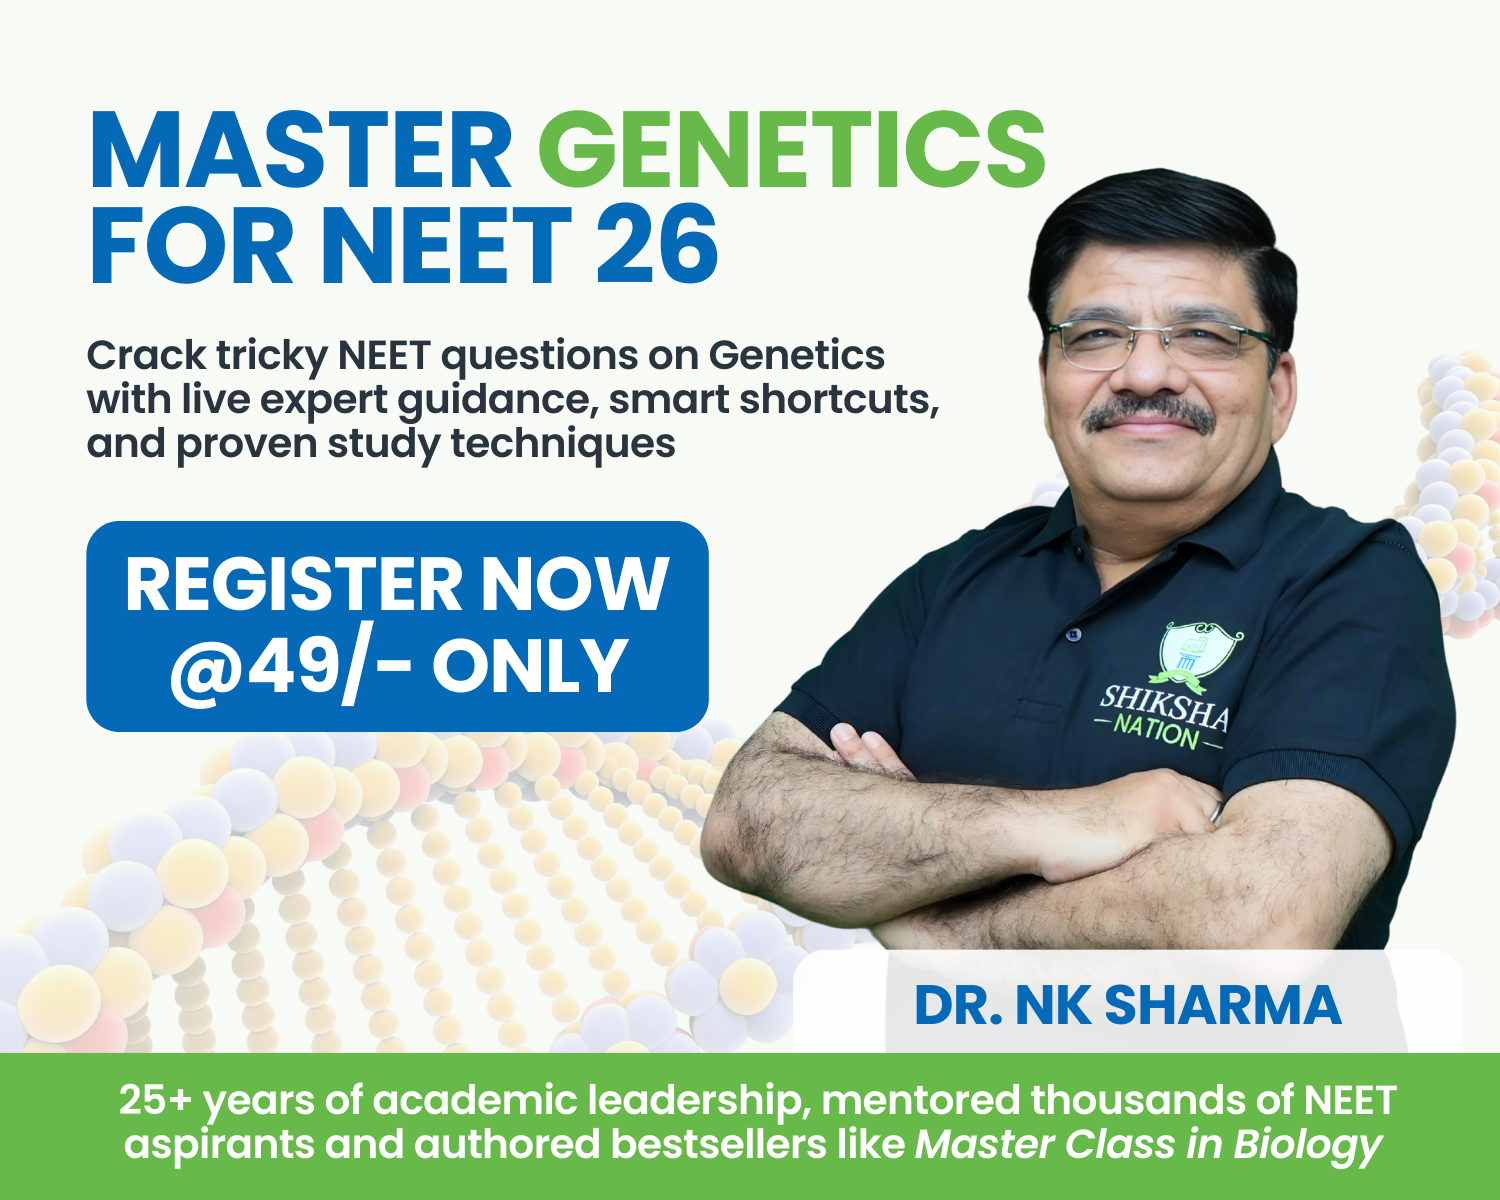 MASTER GENETICS
FOR NEET 26
Crack tricky NEET questions on Genetics
with live expert guidance, smart shortcuts,
and proven study techniques
REGISTER NOW
@49/- ONLY
SHIKSHA
NATION
DR. NK SHARMA
25+ years of academic leadership, mentored thousands of NEET
aspirants and authored bestsellers like Master Class in Biology